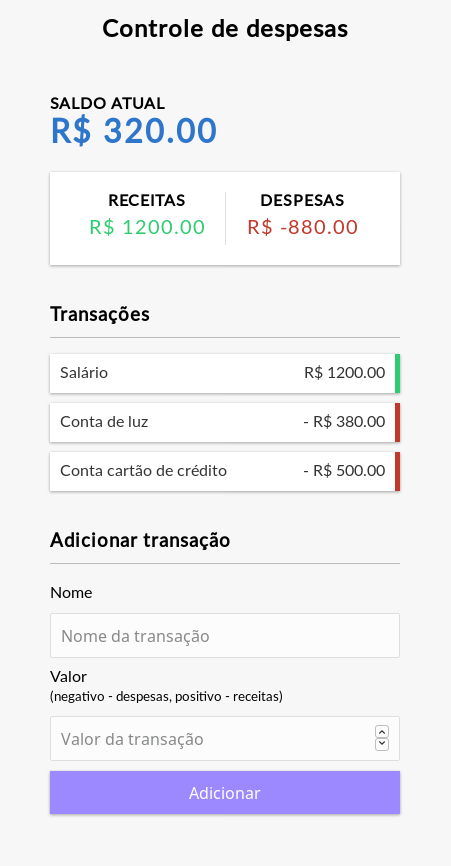 Controle de despesas
SALDO ATUAL
R$ 320.00
RECEITAS
R$ 1200.00
DESPESAS
R$ -880.00
Transações
Salário R$ 1200.00
Conta de luz - R$ 380.00
Conta cartão de crédito - R$ 500.00
Adicionar transação
Nome
Nome da transação
Valor
(negativo - despesas, positivo - receitas)
Valor da transação
Adicionar